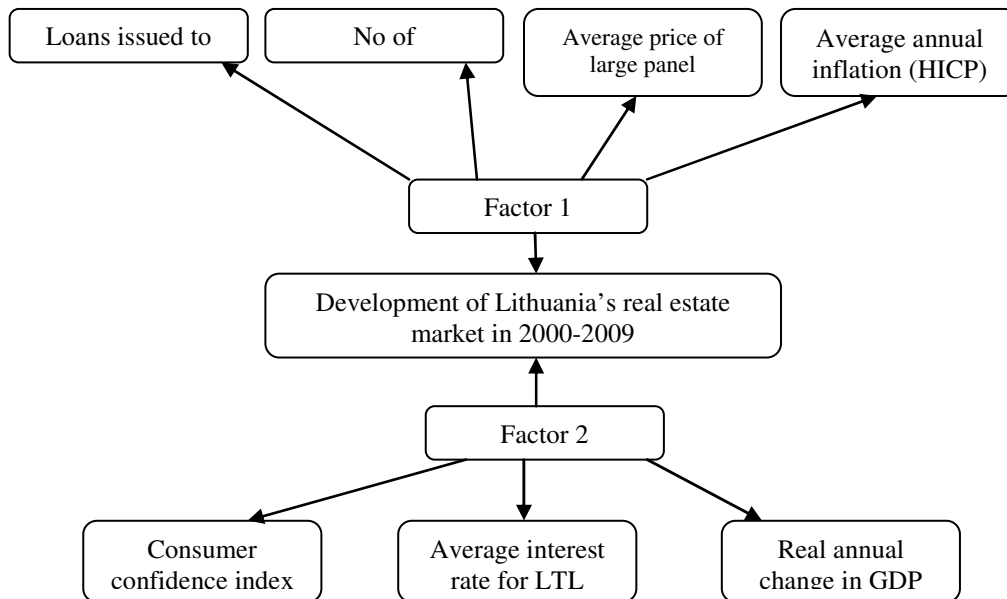 Loans issued to
No of
Average price of
large panel
Average annual
inflation (HICP)
Factor 1
Development of Lithuania’s real estate
market in 2000-2009
Factor 2
Consumer
confidence index
Average interest
rate for LTL
Real annual
change in GDP